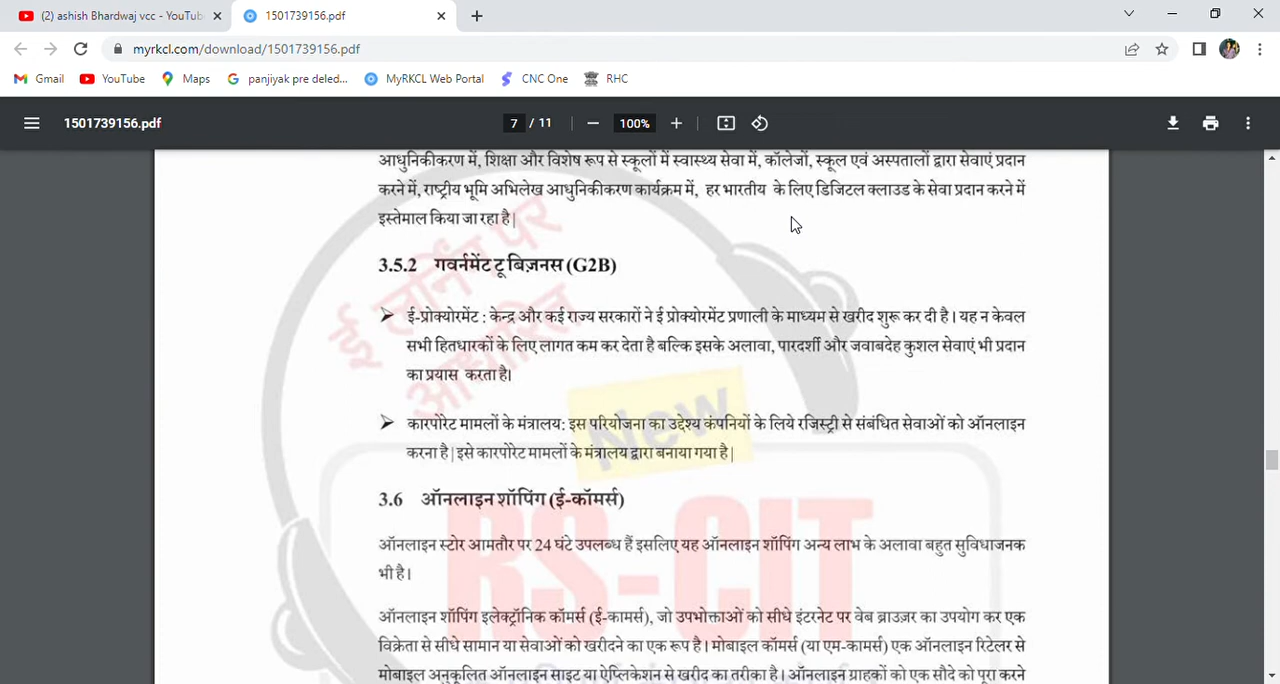 (2) ashish Bhardwaj vcc - YouTub
1501739156.pdf
myrkcl.com/download/1501739156.pdf
Gmail YouTube Maps panjiyak pre deled... MyRKCL Web Portal CNC One RHC
1501739156.pdf 7 / 11 100%
आधुनिकीकरण में, शिक्षा और विशेष रूप से स्कूलों में स्वास्थ्य सेवा में, कॉलेजों, स्कूल एवं अस्पतालों द्वारा सेवाएं प्रदान
करने में, राष्ट्रीय भूमि अभिलेख आधुनिकीकरण कार्यक्रम में, हर भारतीय के लिए डिजिटल क्लाउड के सेवा प्रदान करने में
इस्तेमाल किया जा रहा है|
3.5.2 गवर्नमेंट टू बिज़नस (G2B)
➢ ई-प्रोक्योरमेंट : केन्द्र और कई राज्य सरकारों ने ई प्रोक्योरमेंट प्रणाली के माध्यम से खरीद शुरू कर दी है। यह न केवल
सभी हितधारकों के लिए लागत कम कर देता है बल्कि इसके अलावा, पारदर्शी और जवाबदेह कुशल सेवाएं भी प्रदान
का प्रयास करता है।
➢ कारपोरेट मामलों के मंत्रालय: इस परियोजना का उद्देश्य कंपनियों के लिये रजिस्ट्री से संबंधित सेवाओं को ऑनलाइन
करना है| इसे कारपोरेट मामलों के मंत्रालय द्वारा बनाया गया है|
3.6 ऑनलाइन शॉपिंग (ई-कॉमर्स)
ऑनलाइन स्टोर आमतौर पर 24 घंटे उपलब्ध हैं इसलिए यह ऑनलाइन शॉपिंग अन्य लाभ के अलावा बहुत सुविधाजनक
भी है।
ऑनलाइन शॉपिंग इलेक्ट्रॉनिक कॉमर्स (ई-कामर्स), जो उपभोक्ताओं को सीधे इंटरनेट पर वेब ब्राउज़र का उपयोग कर एक
विक्रेता से सीधे सामान या सेवाओं को खरीदने का एक रूप है। मोबाइल कॉमर्स (या एम-कामर्स) एक ऑनलाइन रिटेलर से
मोबाइल अनुकूलित ऑनलाइन साइट या ऐप्लिकेशन से खरीद का तरीका है। ऑनलाइन ग्राहकों को एक सौदे को पूरा करने
ई लर्निंग पर
आधारित
New
RS-CIT